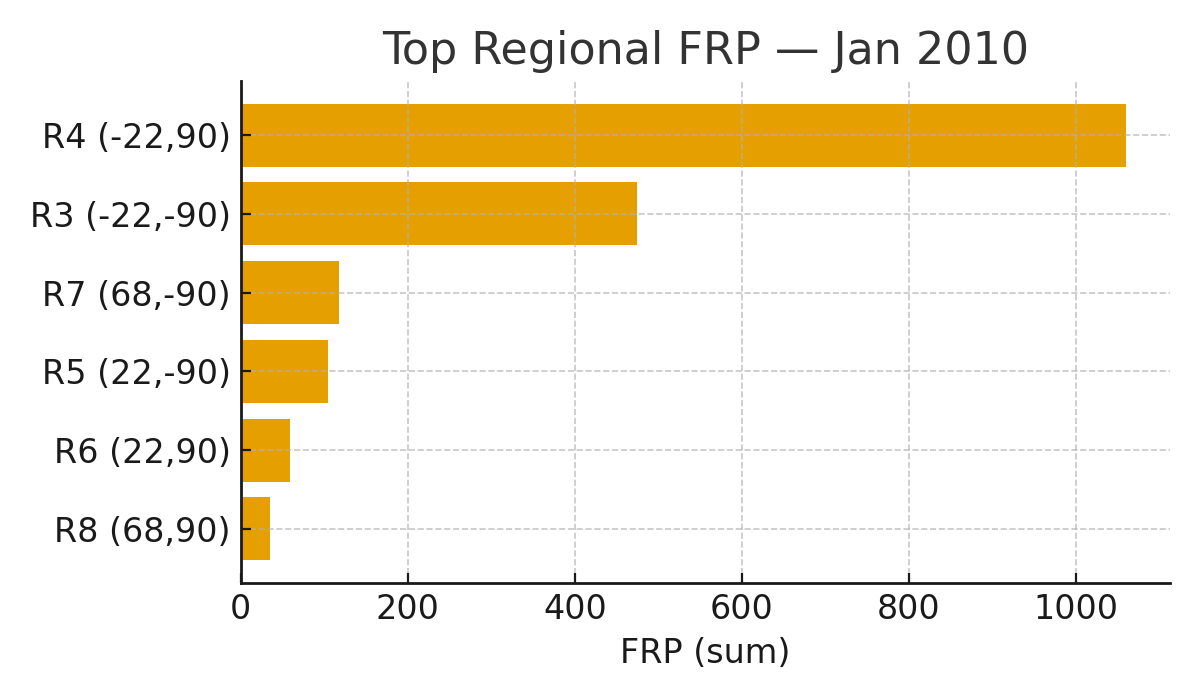 Top Regional FRP — Jan 2010
R4 (-22,90)
R3 (-22,-90)
R7 (68,-90)
R5 (22,-90)
R6 (22,90)
R8 (68,90)
0 200 400 600 800 1000
FRP (sum)